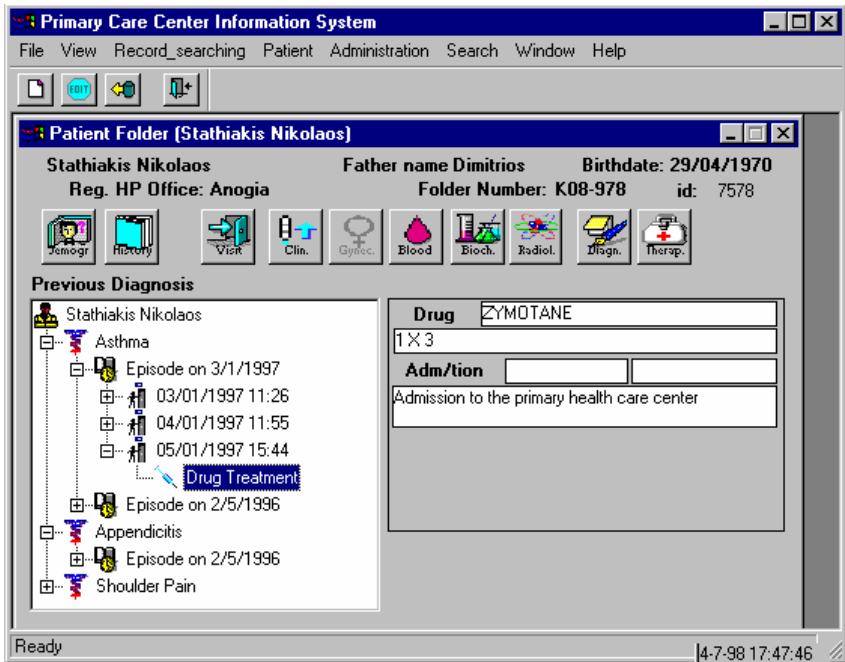 Primary Care Center Information System
File View Record_searching Patient Administration Search Window Help
EDIT
Patient Folder (Stathiakis Nikolaos)
Stathiakis Nikolaos Father name Dimitrios Birthdate: 29/04/1970
Reg. HP Office: Anogia Folder Number: K08-978 id: 7578
Demogr History Visit Clin. Gynec. Blood Bioch. Radiol. Diagn. Therap.
Previous Diagnosis
Stathiakis Nikolaos
Asthma
Episode on 3/1/1997
03/01/1997 11:26
04/01/1997 11:55
05/01/1997 15:44
Drug Treatment
Episode on 2/5/1996
Appendicitis
Episode on 2/5/1996
Shoulder Pain
Drug ZYMOTANE
1 X 3
Adm/tion
Admission to the primary health care center
Ready 4-7-98 17:47:46